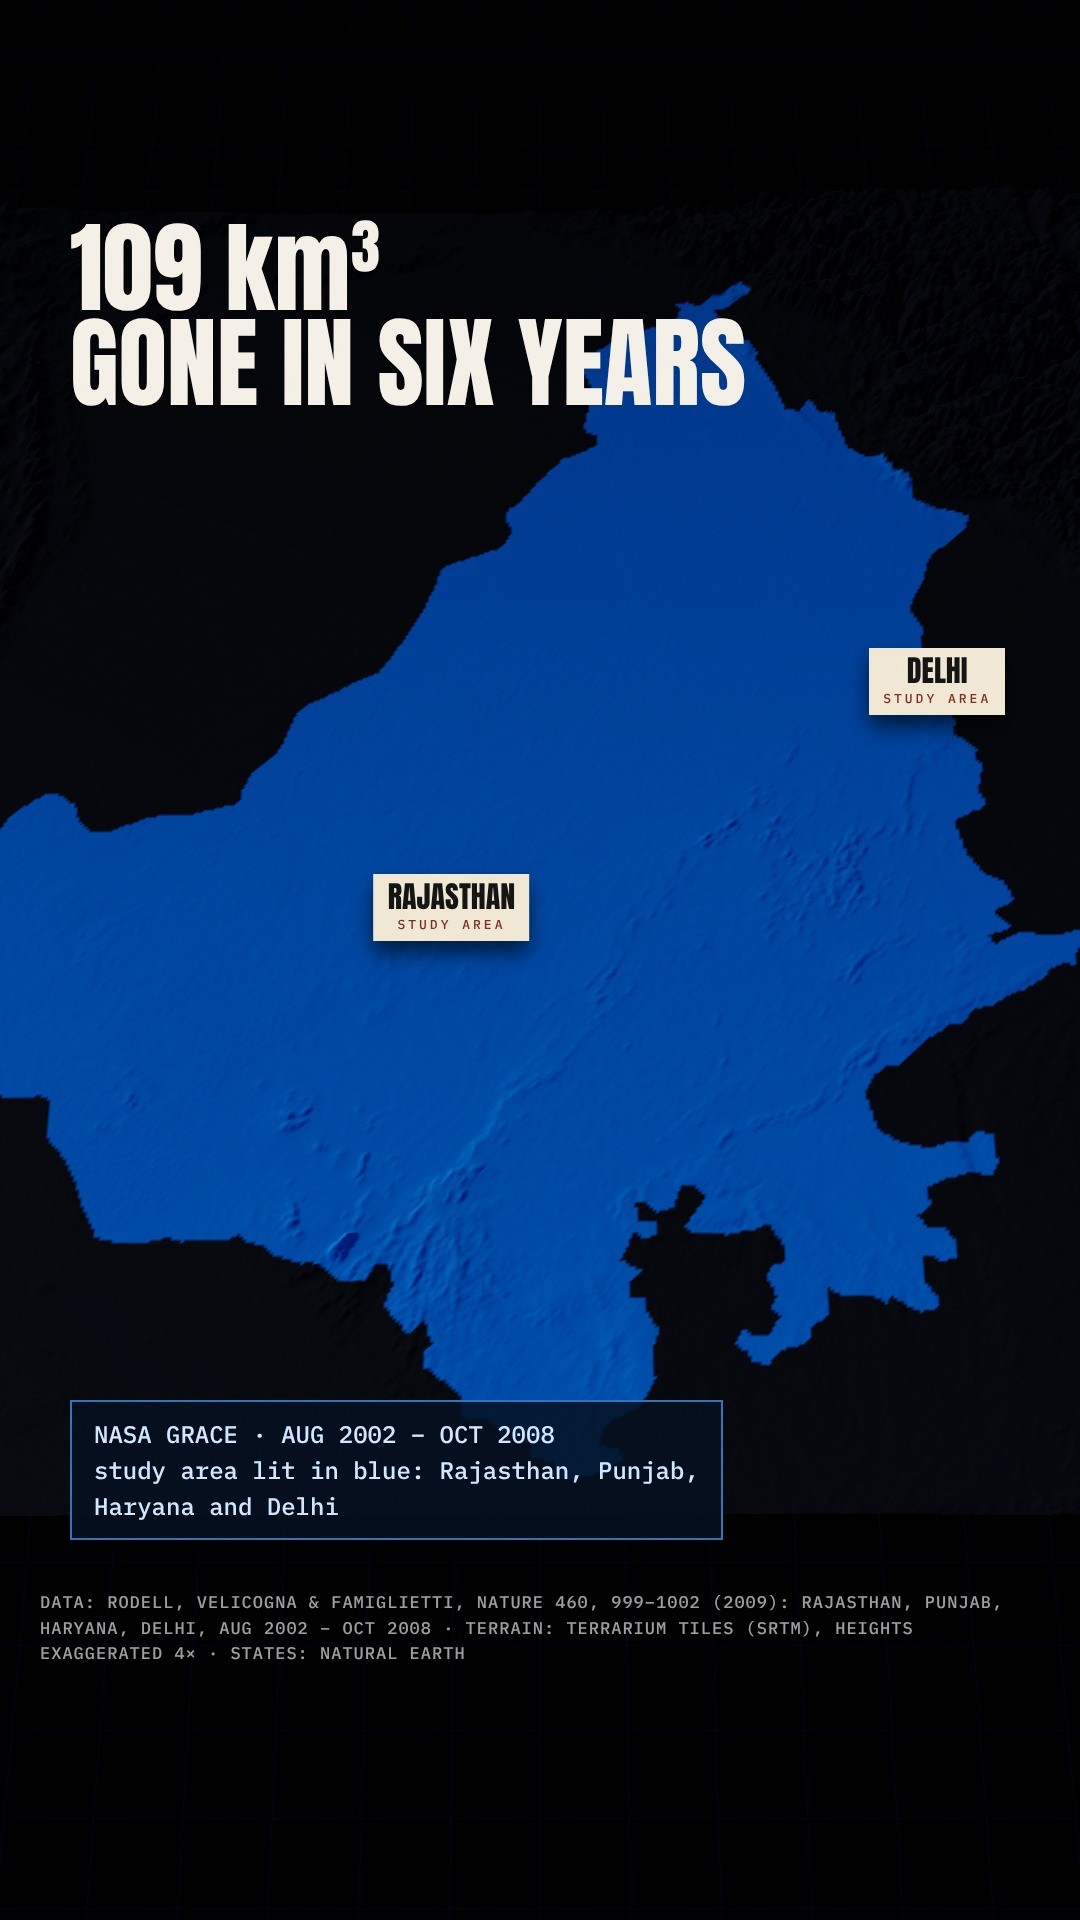 109 km³
GONE IN SIX YEARS
DELHI
STUDY AREA
RAJASTHAN
STUDY AREA
NASA GRACE · AUG 2002 – OCT 2008
study area lit in blue: Rajasthan, Punjab,
Haryana and Delhi
DATA: RODELL, VELICOGNA & FAMIGLIETTI, NATURE 460, 999–1002 (2009): RAJASTHAN, PUNJAB,
HARYANA, DELHI, AUG 2002 – OCT 2008 · TERRAIN: TERRARIUM TILES (SRTM), HEIGHTS
EXAGGERATED 4× · STATES: NATURAL EARTH